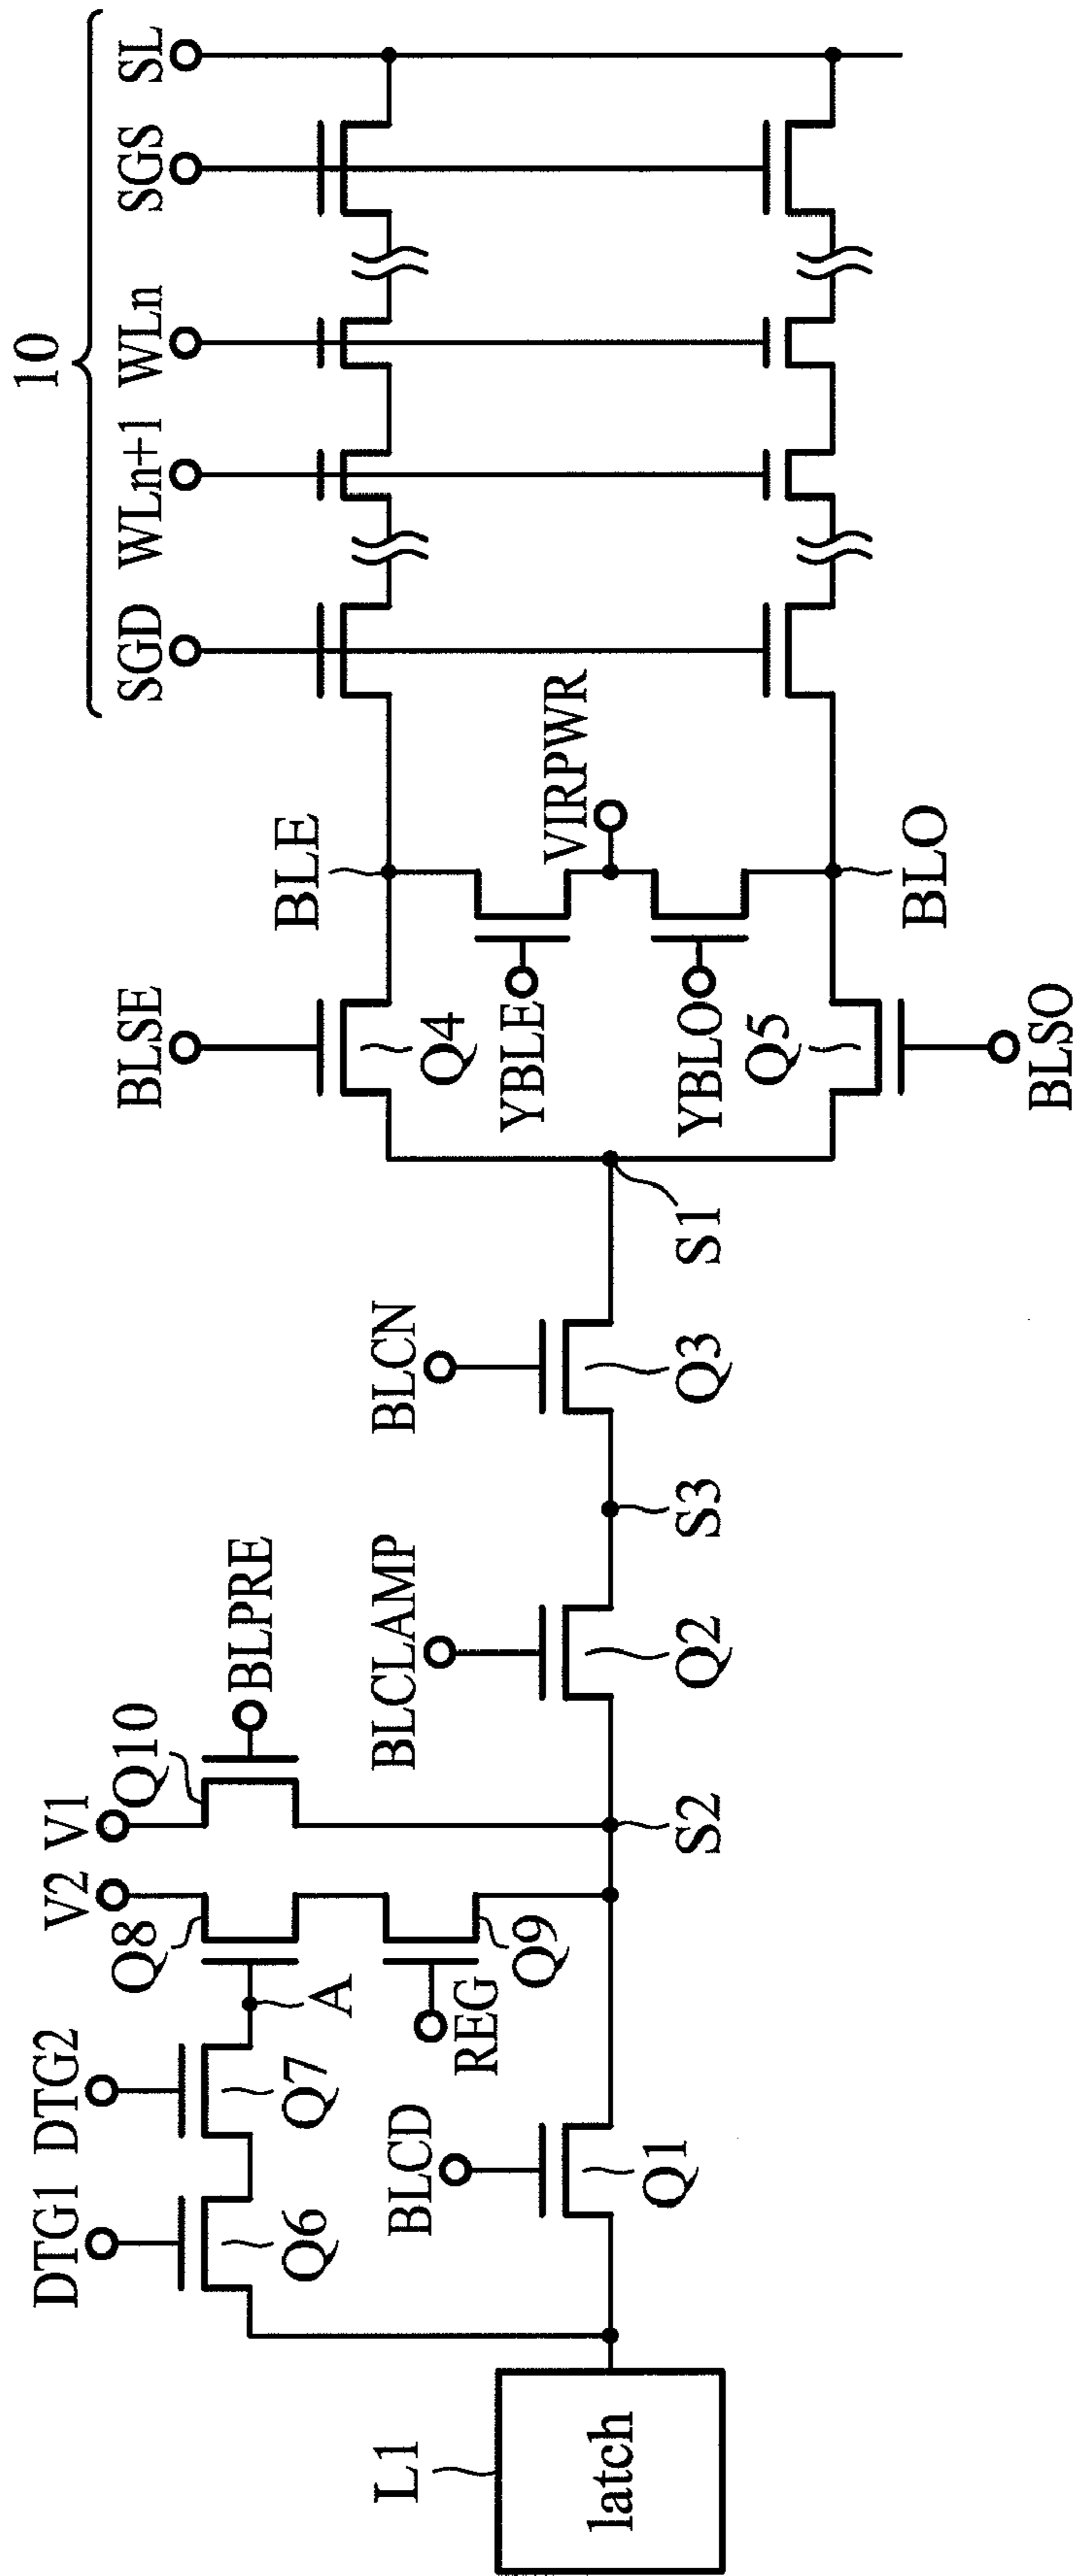 10
SL
SGS
WLn
WLn+1
SGD
BLE
VIRPWR
BLO
BLSE
Q4
YBLE
YBLO
Q5
BLSO
S1
BLCN
Q3
S3
BLPRE
BLCLAMP
Q2
Q10
V1
S2
V2
Q8
Q9
A
REG
DTG2
Q7
BLCD
Q1
DTG1
Q6
L1
latch